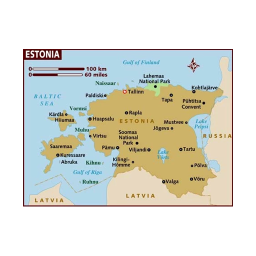 ESTONIA
0 100 km
0 60 miles
Gulf of Finland
BALTIC
SEA
Naissaar
Lahemaa
National Park
Paldiski
Tallinn
Kohtla-Järve
Tapa
Pühtitsa
Convent
Vormsi
Kärdla
Hiiumaa
Haapsalu
Rapla
ESTONIA
Mustvee
Jõgeva
Lake
Peipsi
RUSSIA
Muhu
Virtsu
Soomaa
National
Park
Saaremaa
Pärnu
Viljandi
Tartu
Kuressaare
Abruka
Kihnu
Kilingi-
Nõmme
Põlva
Gulf of Riga
Ruhnu
Valga
Võru
LATVIA
LATVIA